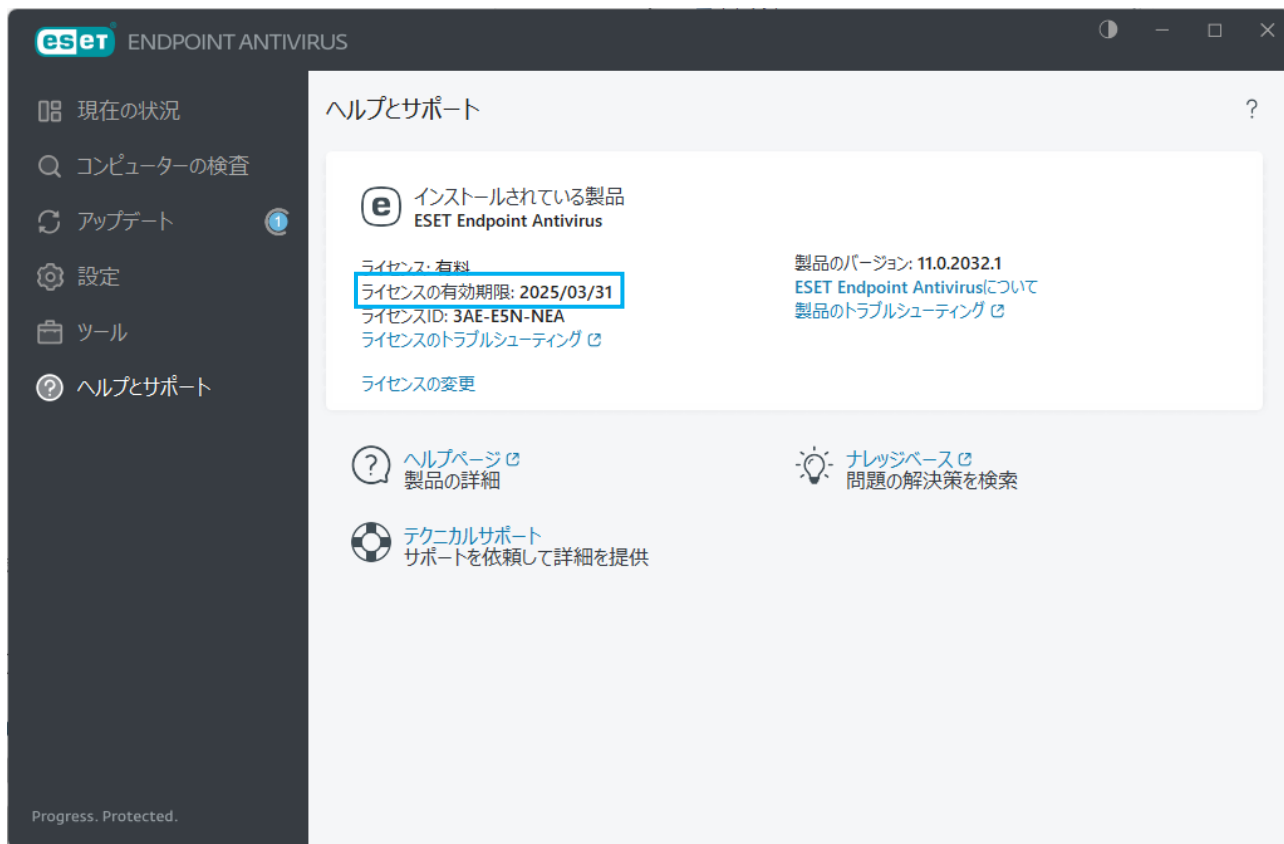 eset ENDPOINT ANTIVIRUS
現在の状況
コンピューターの検査
アップデート 1
設定
ツール
ヘルプとサポート
Progress. Protected.
ヘルプとサポート ?
インストールされている製品
ESET Endpoint Antivirus
ライセンス: 有料
ライセンスの有効期限: 2025/03/31
ライセンスID: 3AE-E5N-NEA
ライセンスのトラブルシューティング
ライセンスの変更
製品のバージョン: 11.0.2032.1
ESET Endpoint Antivirusについて
製品のトラブルシューティング
ヘルプページ
製品の詳細
ナレッジベース
問題の解決策を検索
テクニカルサポート
サポートを依頼して詳細を提供